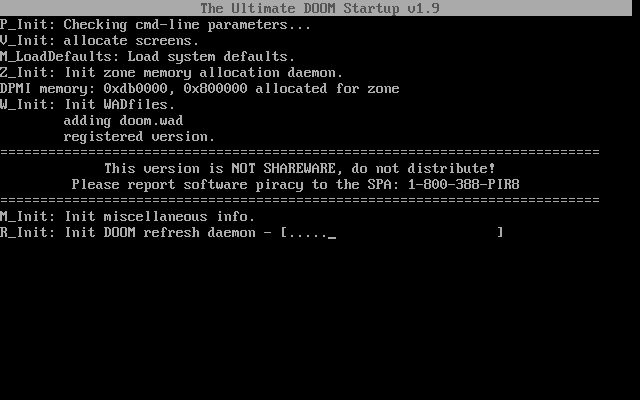 The Ultimate DOOM Startup v1.9
P_Init: Checking cmd-line parameters...
V_Init: allocate screens.
M_LoadDefaults: Load system defaults.
Z_Init: Init zone memory allocation daemon.
DPMI memory: 0xdb0000, 0x800000 allocated for zone
W_Init: Init WADfiles.
        adding doom.wad
        registered version.
===========================================================================
             This version is NOT SHAREWARE, do not distribute!
         Please report software piracy to the SPA: 1-800-388-PIR8
===========================================================================
M_Init: Init miscellaneous info.
R_Init: Init DOOM refresh daemon - [....._                    ]